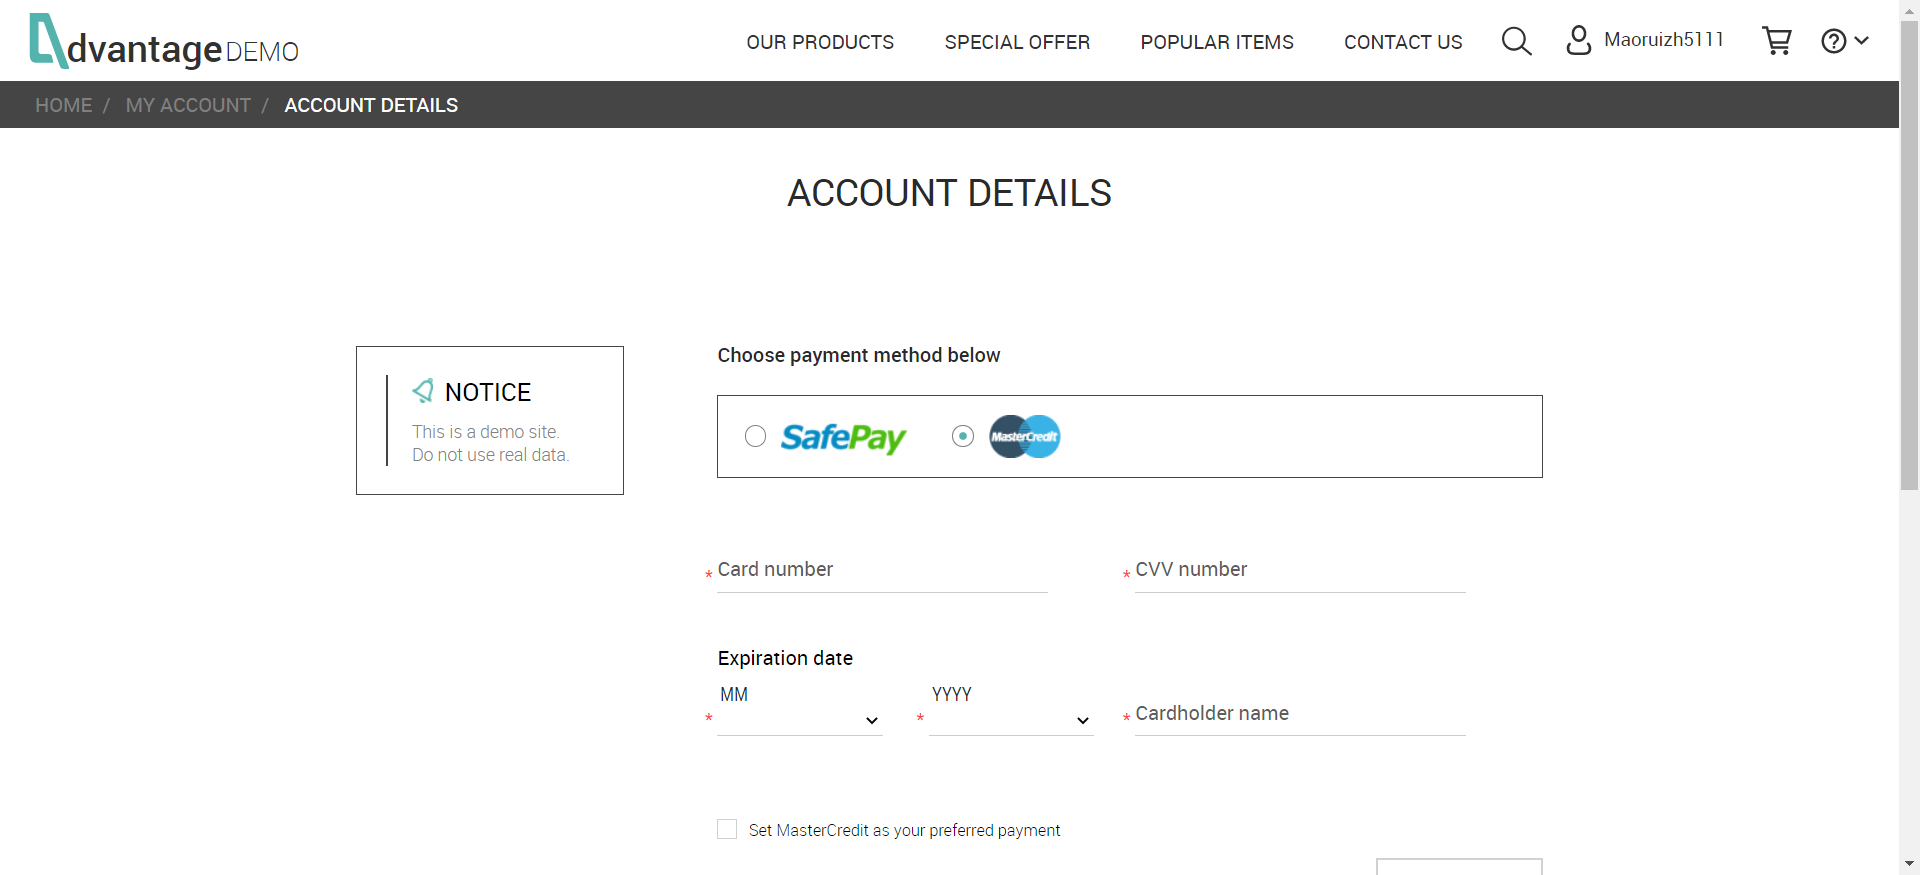 dvantage DEMO
OUR PRODUCTS
SPECIAL OFFER
POPULAR ITEMS
CONTACT US
Maoruizh5111
HOME / MY ACCOUNT / ACCOUNT DETAILS
ACCOUNT DETAILS
NOTICE
This is a demo site.
Do not use real data.
Choose payment method below
SafePay
MasterCredit
* Card number
* CVV number
Expiration date
MM
YYYY
*
*
* Cardholder name
Set MasterCredit as your preferred payment